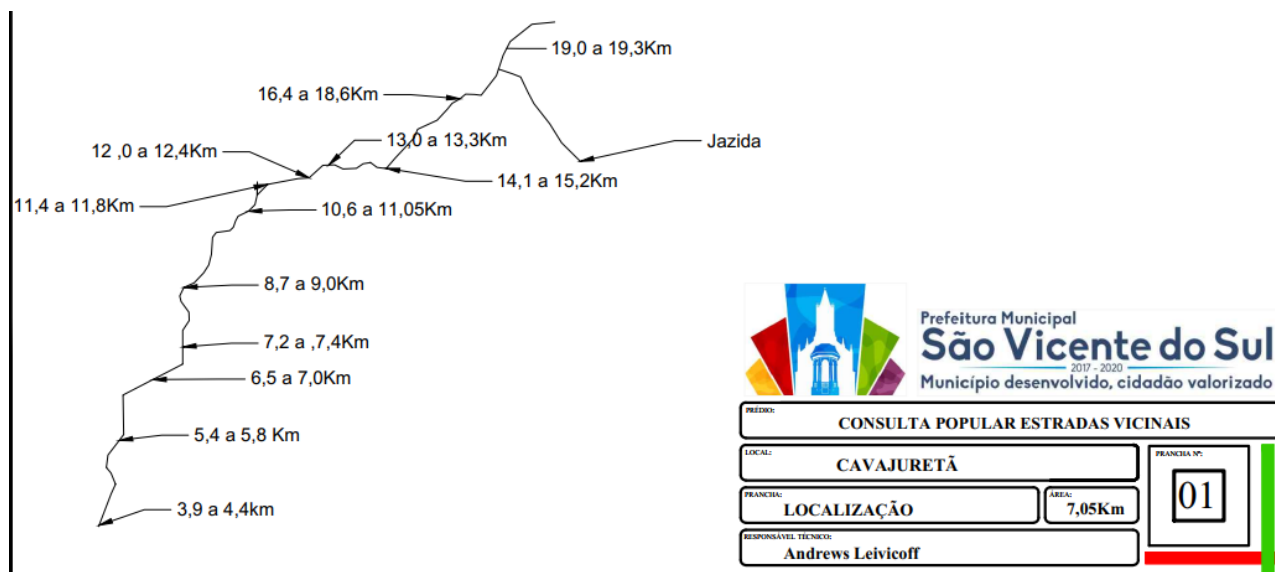 19,0 a 19,3Km
16,4 a 18,6Km
13,0 a 13,3Km
Jazida
12 ,0 a 12,4Km
14,1 a 15,2Km
11,4 a 11,8Km
10,6 a 11,05Km
8,7 a 9,0Km
7,2 a ,7,4Km
6,5 a 7,0Km
5,4 a 5,8 Km
3,9 a 4,4km
Prefeitura Municipal
São Vicente do Sul
2017 - 2020
Município desenvolvido, cidadão valorizado
PRÉDIO:
CONSULTA POPULAR ESTRADAS VICINAIS
LOCAL:
CAVAJURETÃ
PRANCHA Nº:
01
PRANCHA:
LOCALIZAÇÃO
ÁREA:
7,05Km
RESPONSÁVEL TÉCNICO:
Andrews Leivicoff